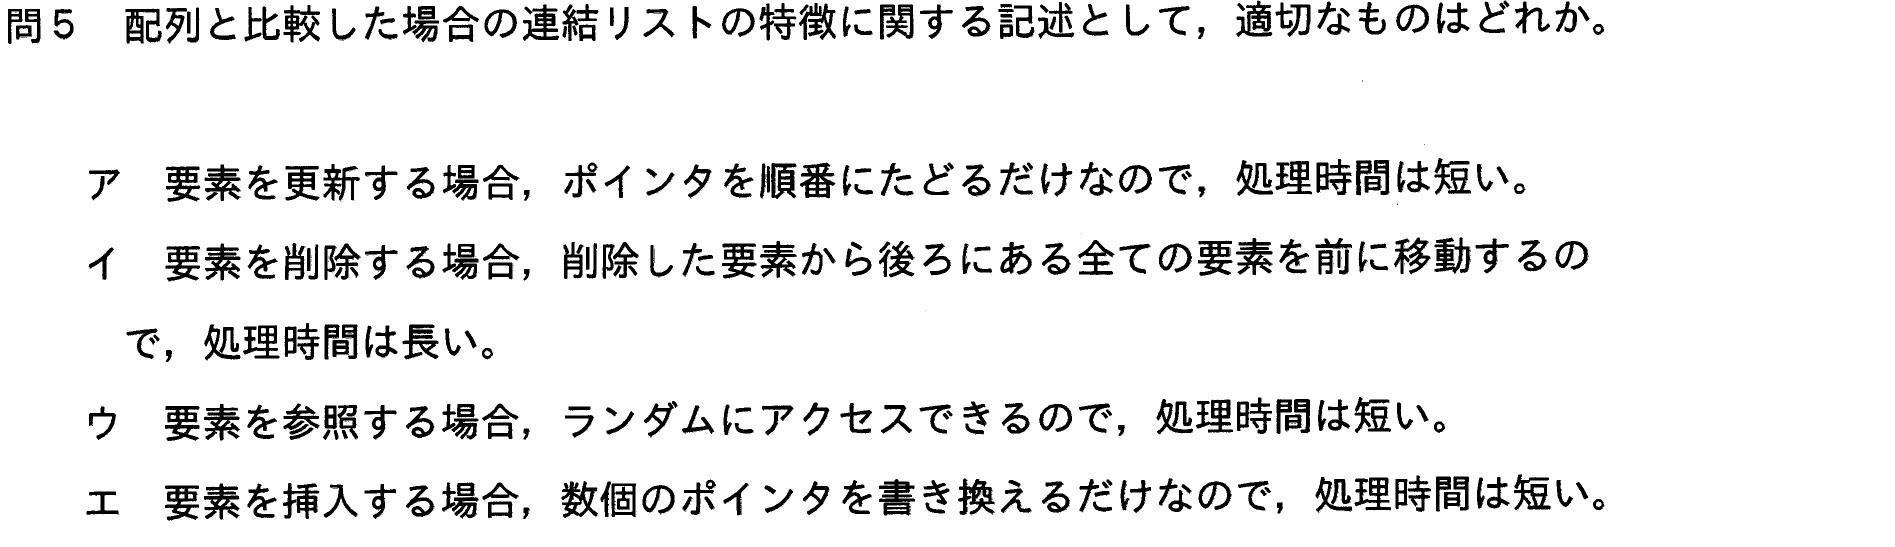 問５　配列と比較した場合の連結リストの特徴に関する記述として，適切なものはどれか。
ア　要素を更新する場合，ポインタを順番にたどるだけなので，処理時間は短い。
イ　要素を削除する場合，削除した要素から後ろにある全ての要素を前に移動するの
で，処理時間は長い。
ウ　要素を参照する場合，ランダムにアクセスできるので，処理時間は短い。
エ　要素を挿入する場合，数個のポインタを書き換えるだけなので，処理時間は短い。